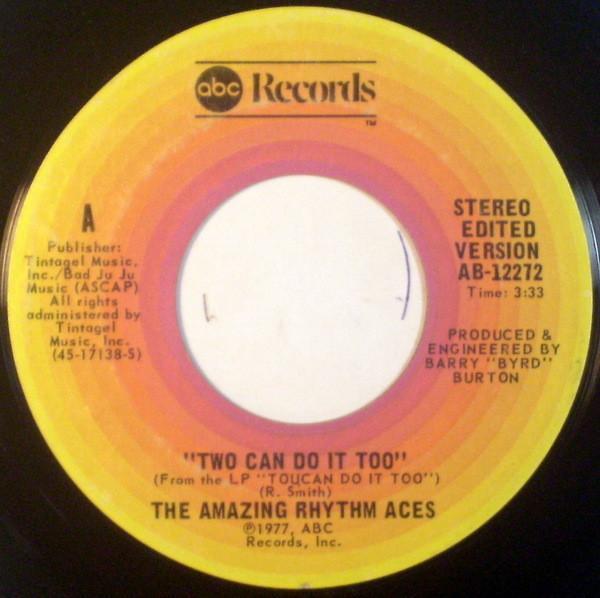 abc Records
TM
A
Publisher:
Tintagel Music,
Inc./Bad Ju Ju
Music (ASCAP)
All rights
administered by
Tintagel
Music, Inc.
(45-17138-S)
STEREO
EDITED
VERSION
AB-12272
Time: 3:33
PRODUCED &
ENGINEERED BY
BARRY "BYRD"
BURTON
"TWO CAN DO IT TOO"
(From the LP "TOUCAN DO IT TOO")
(R. Smith)
THE AMAZING RHYTHM ACES
℗1977, ABC
Records, Inc.